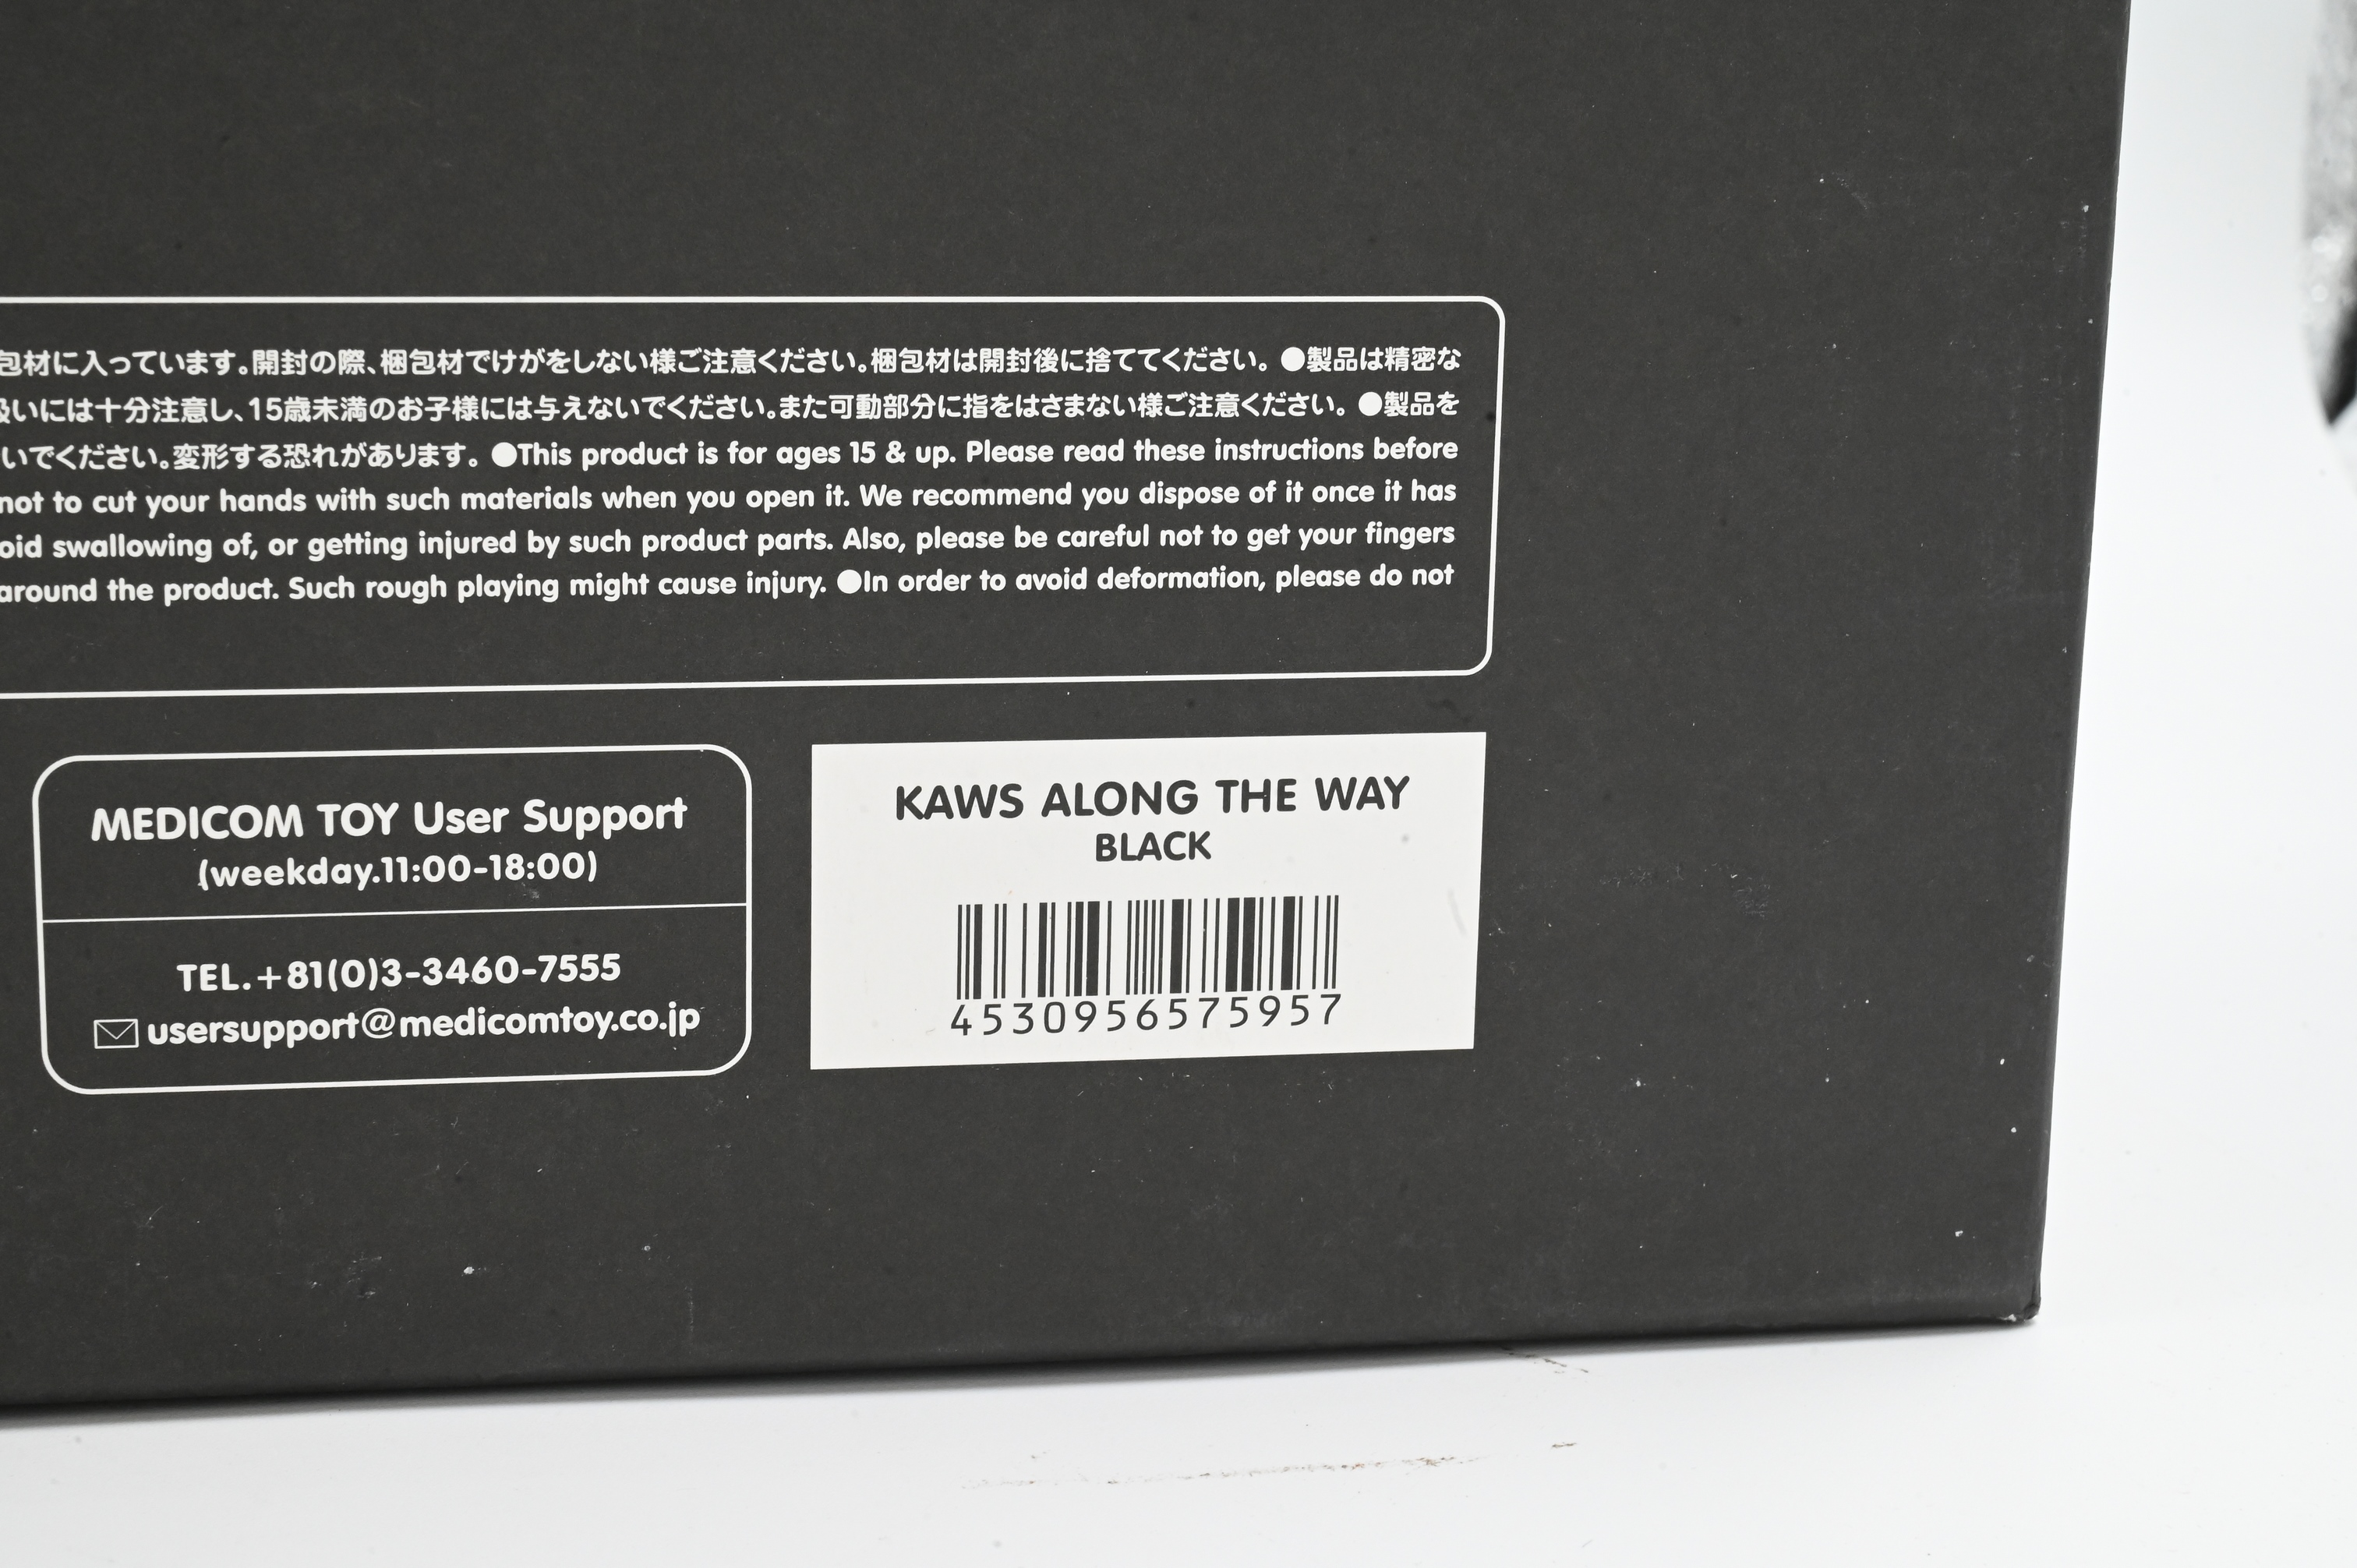 包材に入っています。開封の際、梱包材でけがをしない様ご注意ください。梱包材は開封後に捨ててください。 ●製品は精密な
いには十分注意し、15歳未満のお子様には与えないでください。また可動部分に指をはさまない様ご注意ください。 ●製品を
いでください。変形する恐れがあります。 ●This product is for ages 15 & up. Please read these instructions before
not to cut your hands with such materials when you open it. We recommend you dispose of it once it has
oid swallowing of, or getting injured by such product parts. Also, please be careful not to get your fingers
around the product. Such rough playing might cause injury. ●In order to avoid deformation, please do not
MEDICOM TOY User Support
(weekday.11:00-18:00)
TEL.+81(0)3-3460-7555
usersupport@medicomtoy.co.jp
KAWS ALONG THE WAY
BLACK
4530956575957